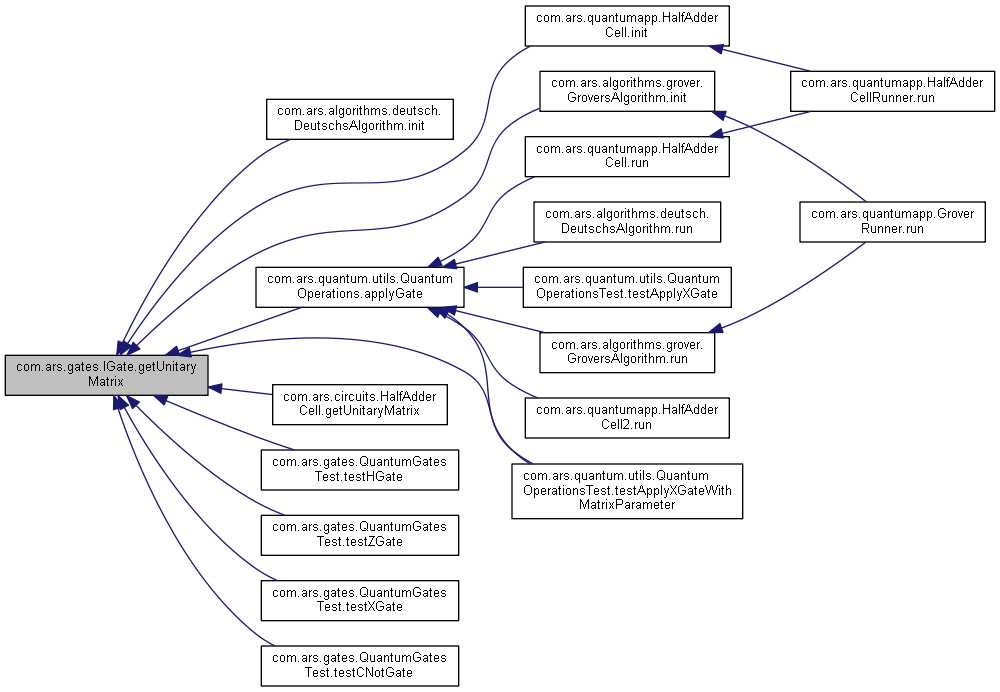 com.ars.gates.IGate.getUnitary
Matrix
com.ars.algorithms.deutsch.
DeutschsAlgorithm.init
com.ars.quantum.utils.Quantum
Operations.applyGate
com.ars.circuits.HalfAdder
Cell.getUnitaryMatrix
com.ars.gates.QuantumGates
Test.testHGate
com.ars.gates.QuantumGates
Test.testZGate
com.ars.gates.QuantumGates
Test.testXGate
com.ars.gates.QuantumGates
Test.testCNotGate
com.ars.quantumapp.HalfAdder
Cell.init
com.ars.algorithms.grover.
GroversAlgorithm.init
com.ars.quantumapp.HalfAdder
Cell.run
com.ars.algorithms.deutsch.
DeutschsAlgorithm.run
com.ars.quantum.utils.Quantum
OperationsTest.testApplyXGate
com.ars.algorithms.grover.
GroversAlgorithm.run
com.ars.quantumapp.HalfAdder
Cell2.run
com.ars.quantum.utils.Quantum
OperationsTest.testApplyXGateWith
MatrixParameter
com.ars.quantumapp.HalfAdder
CellRunner.run
com.ars.quantumapp.Grover
Runner.run